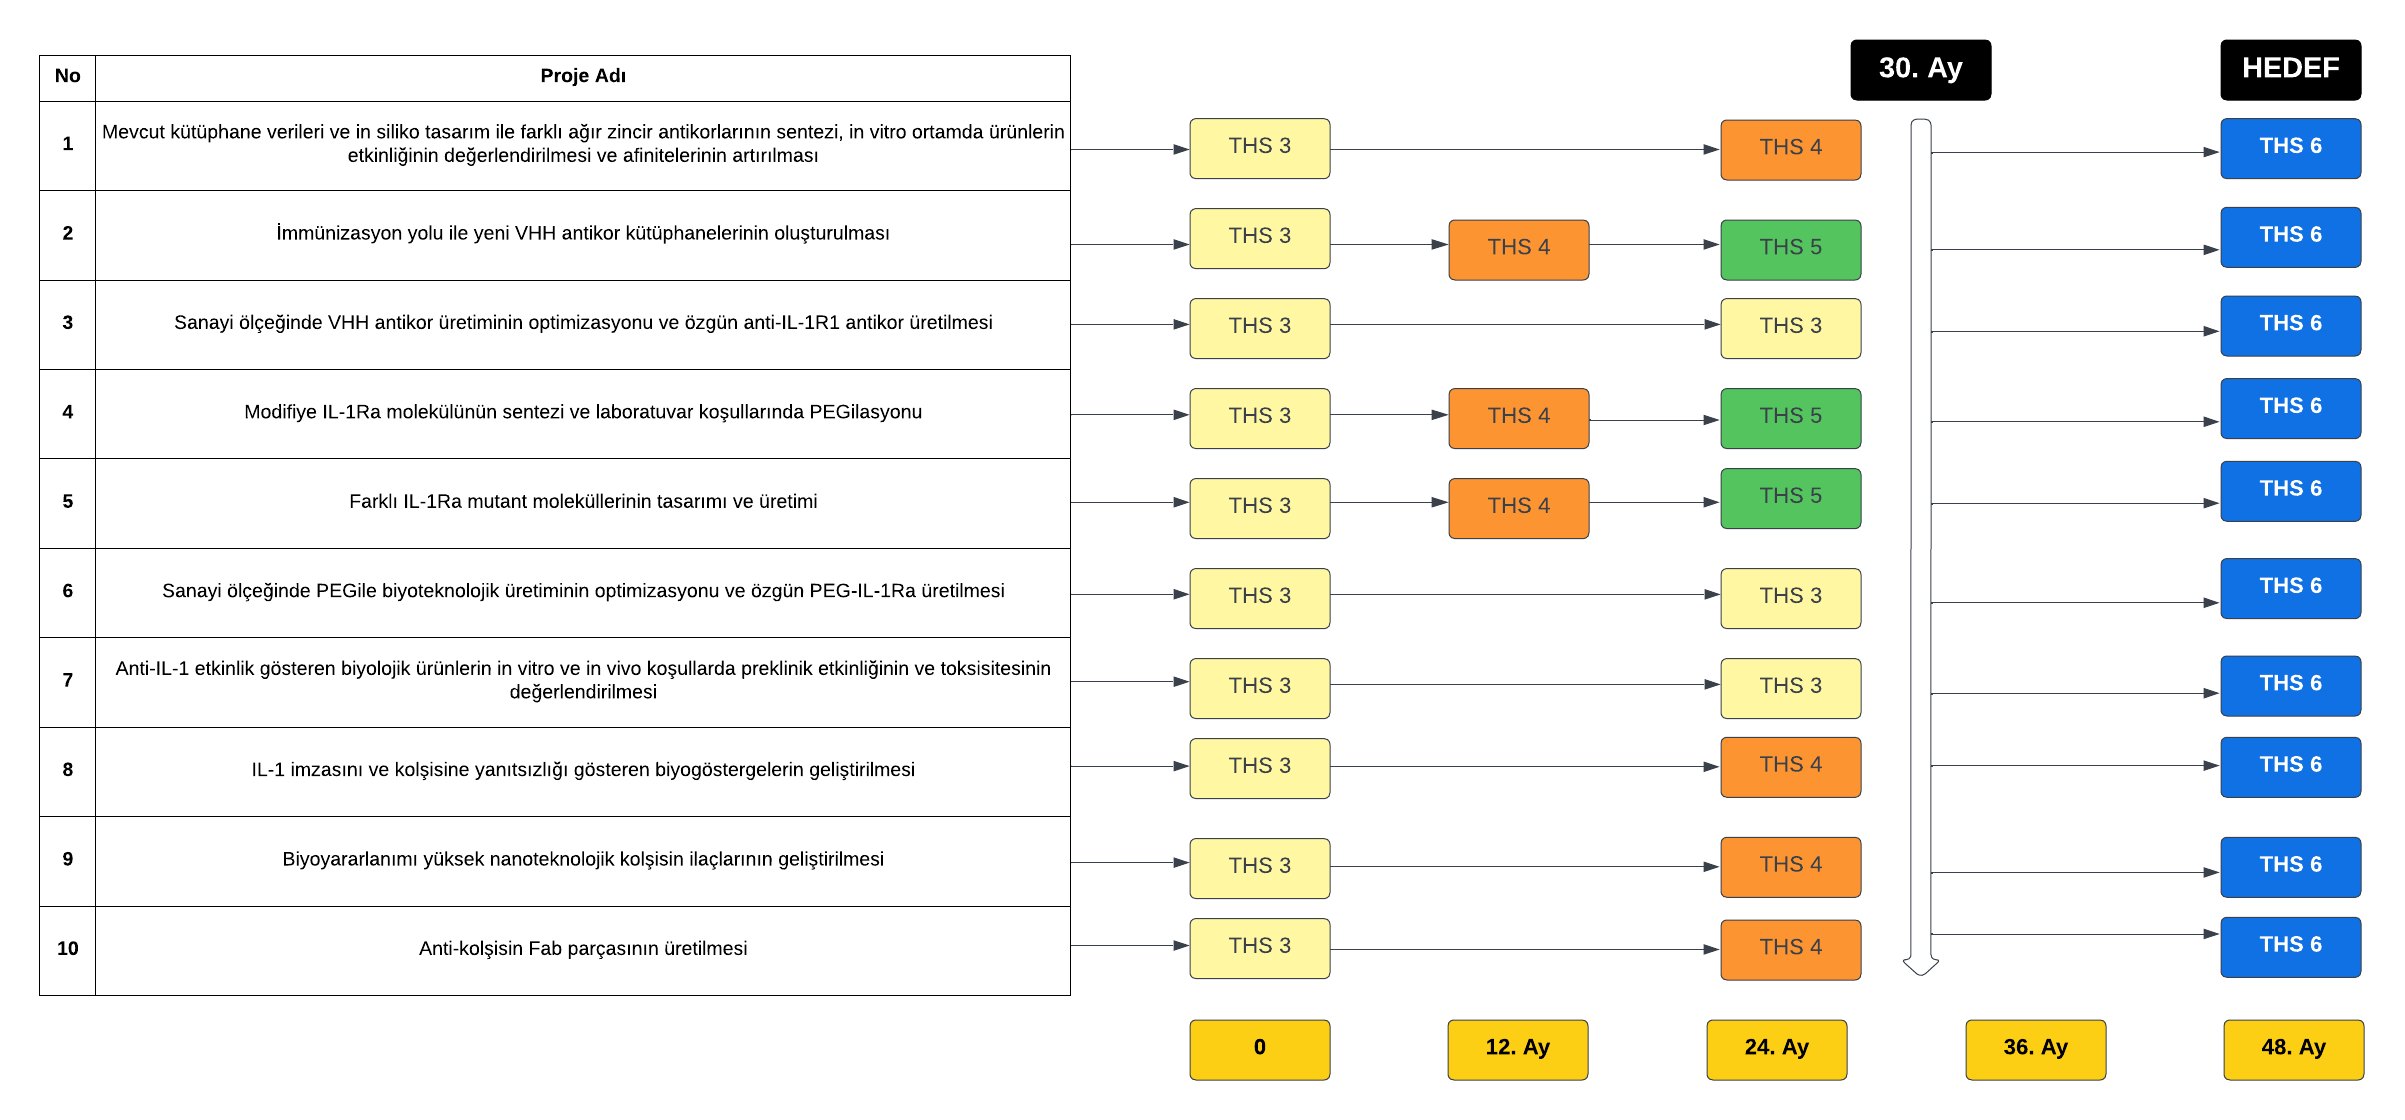 30. Ay
HEDEF
No
Proje Adı
1
Mevcut kütüphane verileri ve in siliko tasarım ile farklı ağır zincir antikorlarının sentezi, in vitro ortamda ürünlerin
etkinliğinin değerlendirilmesi ve afinitelerinin artırılması
THS 3
THS 4
THS 6
2
İmmünizasyon yolu ile yeni VHH antikor kütüphanelerinin oluşturulması
THS 3
THS 4
THS 5
THS 6
3
Sanayi ölçeğinde VHH antikor üretiminin optimizasyonu ve özgün anti-IL-1R1 antikor üretilmesi
THS 3
THS 3
THS 6
4
Modifiye IL-1Ra molekülünün sentezi ve laboratuvar koşullarında PEGilasyonu
THS 3
THS 4
THS 5
THS 6
5
Farklı IL-1Ra mutant moleküllerinin tasarımı ve üretimi
THS 3
THS 4
THS 5
THS 6
6
Sanayi ölçeğinde PEGile biyoteknolojik üretiminin optimizasyonu ve özgün PEG-IL-1Ra üretilmesi
THS 3
THS 3
THS 6
7
Anti-IL-1 etkinlik gösteren biyolojik ürünlerin in vitro ve in vivo koşullarda preklinik etkinliğinin ve toksisitesinin
değerlendirilmesi
THS 3
THS 3
THS 6
8
IL-1 imzasını ve kolşisine yanıtsızlığı gösteren biyogöstergelerin geliştirilmesi
THS 3
THS 4
THS 6
9
Biyoyararlanımı yüksek nanoteknolojik kolşisin ilaçlarının geliştirilmesi
THS 3
THS 4
THS 6
10
Anti-kolşisin Fab parçasının üretilmesi
THS 3
THS 4
THS 6
0
12. Ay
24. Ay
36. Ay
48. Ay